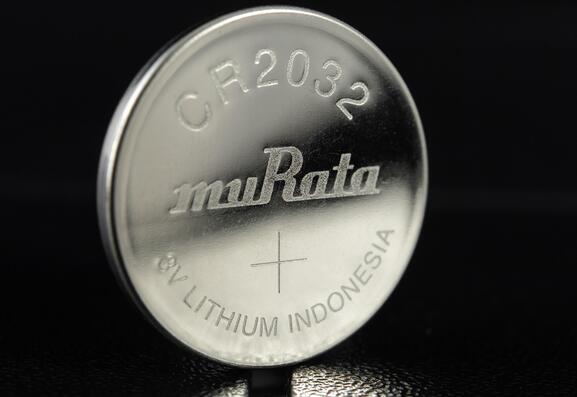 CR2032
muRata
+
3V LITHIUM INDONESIA